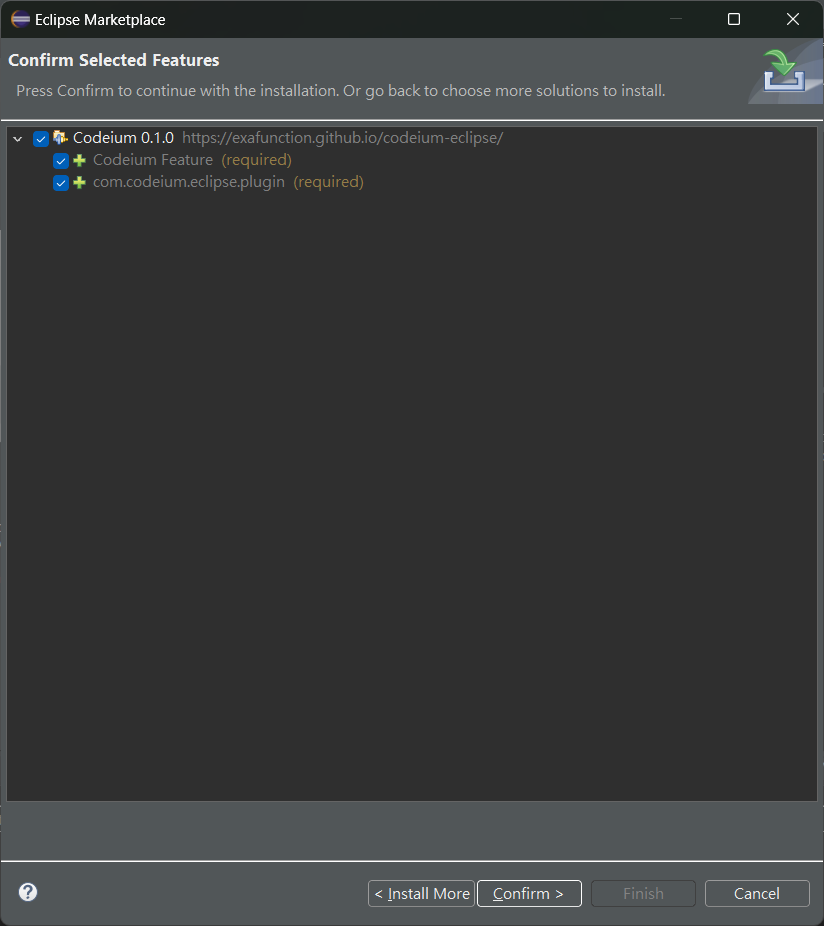 Eclipse Marketplace
Confirm Selected Features
Press Confirm to continue with the installation. Or go back to choose more solutions to install.
Codeium 0.1.0 https://exafunction.github.io/codeium-eclipse/
Codeium Feature (required)
com.codeium.eclipse.plugin (required)
? < Install More Confirm > Finish Cancel